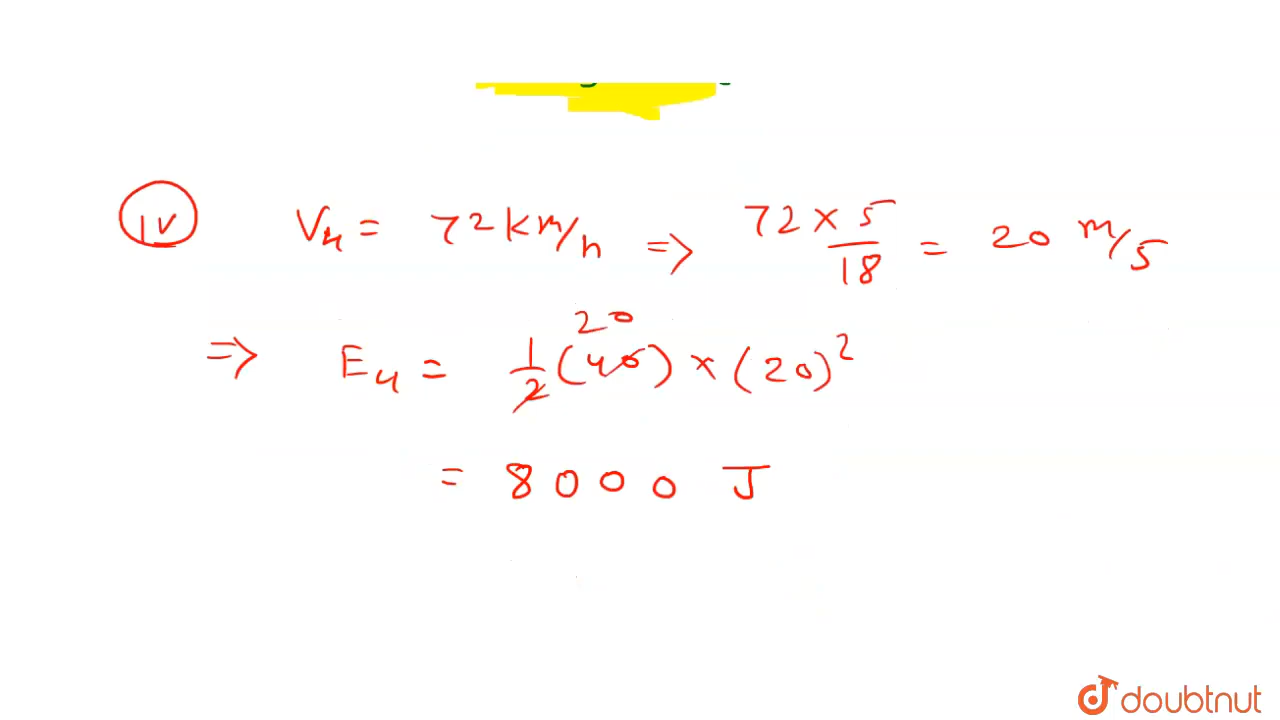 IV V₄ = 72 km/h => 72 × 5/18 = 20 m/s
20
=> E₄ = 1/2 (40) × (20)²
= 8000 J
doubtnut